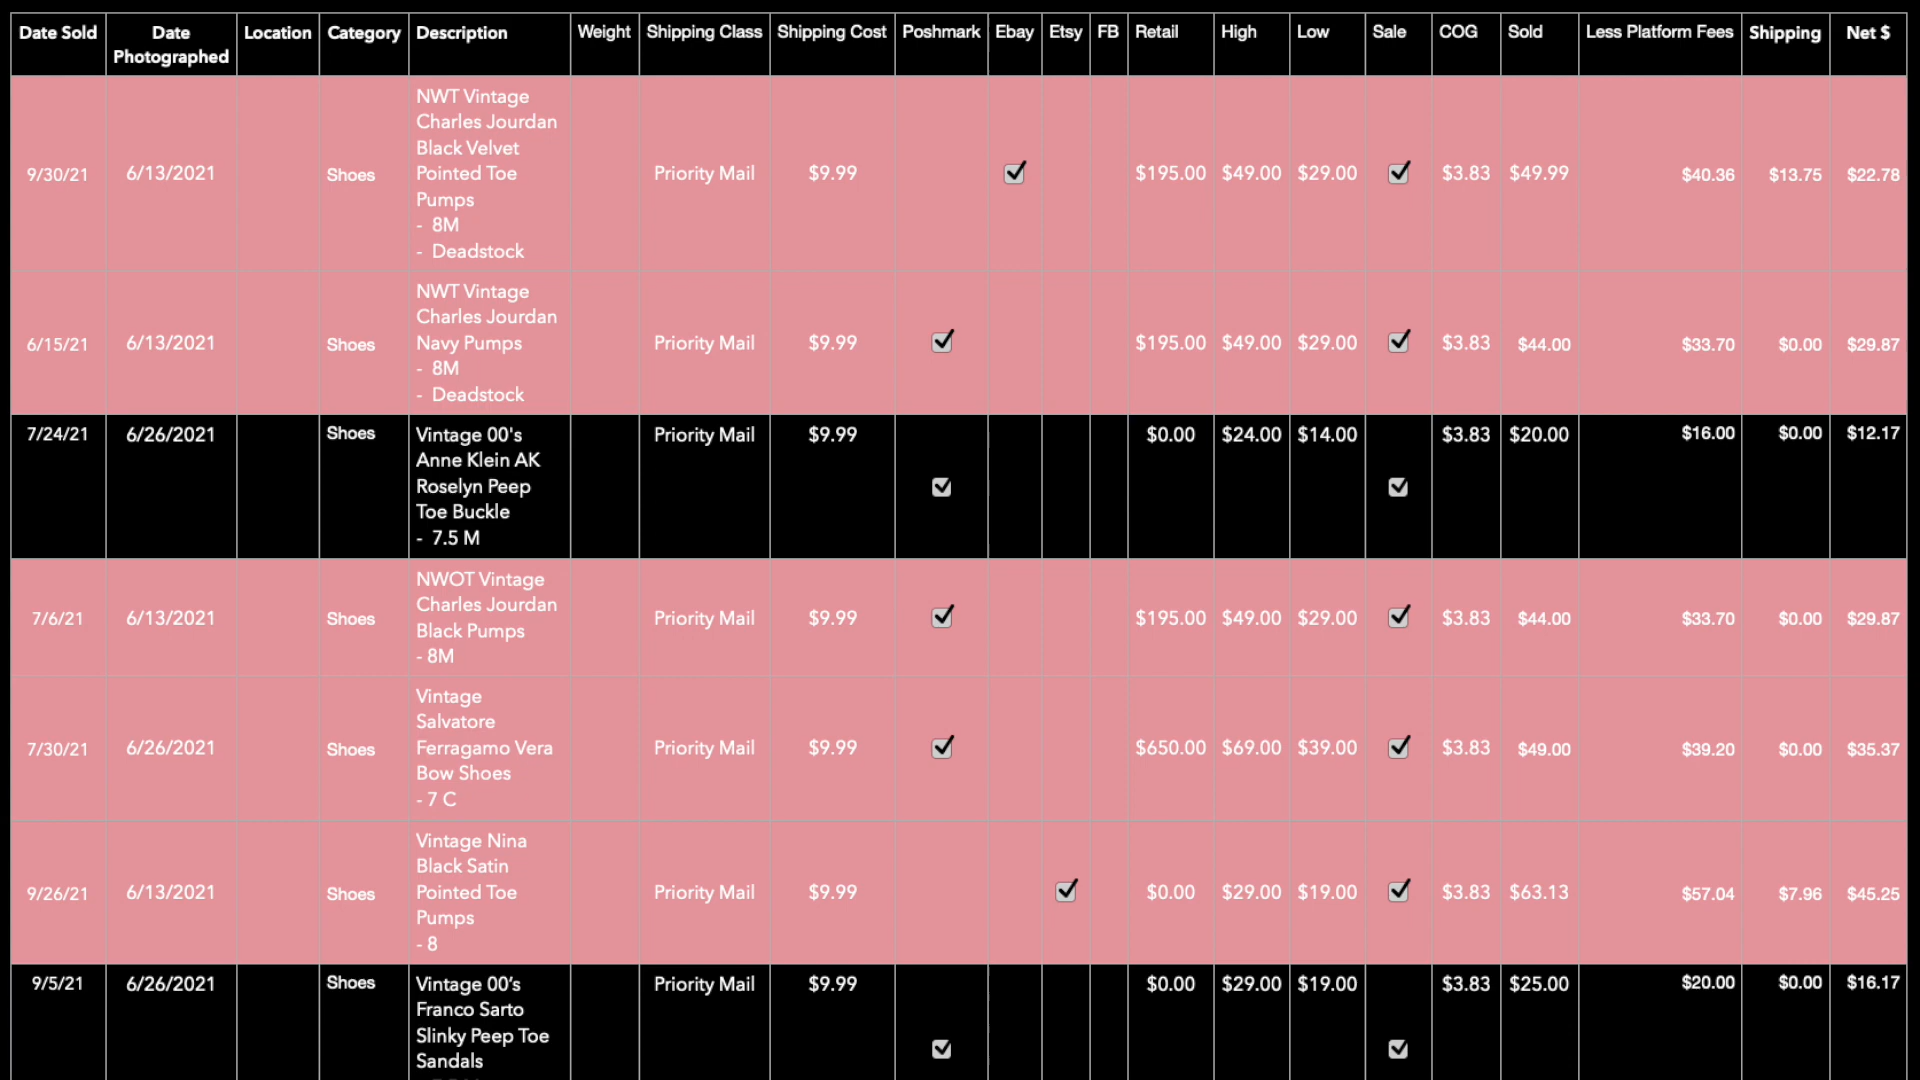 Date Sold Date Photographed Location Category Description Weight Shipping Class Shipping Cost Poshmark Ebay Etsy FB Retail High Low Sale COG Sold Less Platform Fees Shipping Net $
9/30/21 6/13/2021 Shoes NWT Vintage
Charles Jourdan
Black Velvet
Pointed Toe
Pumps
- 8M
- Deadstock
Priority Mail $9.99 $195.00 $49.00 $29.00 $3.83 $49.99 $40.36 $13.75 $22.78
6/15/21 6/13/2021 Shoes NWT Vintage
Charles Jourdan
Navy Pumps
- 8M
- Deadstock
Priority Mail $9.99 $195.00 $49.00 $29.00 $3.83 $44.00 $33.70 $0.00 $29.87
7/24/21 6/26/2021 Shoes Vintage 00's
Anne Klein AK
Roselyn Peep
Toe Buckle
- 7.5 M
Priority Mail $9.99 $0.00 $24.00 $14.00 $3.83 $20.00 $16.00 $0.00 $12.17
7/6/21 6/13/2021 Shoes NWOT Vintage
Charles Jourdan
Black Pumps
- 8M
Priority Mail $9.99 $195.00 $49.00 $29.00 $3.83 $44.00 $33.70 $0.00 $29.87
7/30/21 6/26/2021 Shoes Vintage
Salvatore
Ferragamo Vera
Bow Shoes
- 7 C
Priority Mail $9.99 $650.00 $69.00 $39.00 $3.83 $49.00 $39.20 $0.00 $35.37
9/26/21 6/13/2021 Shoes Vintage Nina
Black Satin
Pointed Toe
Pumps
- 8
Priority Mail $9.99 $0.00 $29.00 $19.00 $3.83 $63.13 $57.04 $7.96 $45.25
9/5/21 6/26/2021 Shoes Vintage 00’s
Franco Sarto
Slinky Peep Toe
Sandals
Priority Mail $9.99 $0.00 $29.00 $19.00 $3.83 $25.00 $20.00 $0.00 $16.17